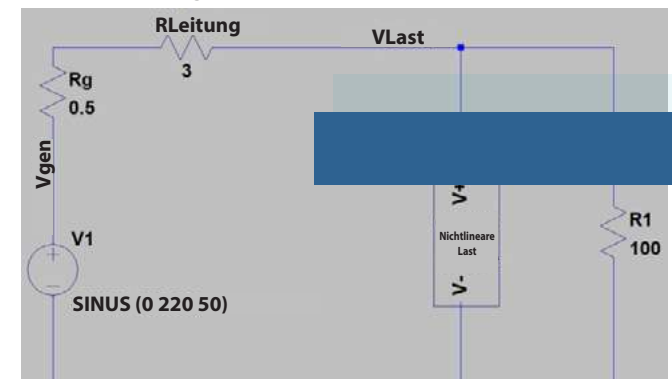 RLeitung
VLast
3
Rg
0.5
Vgen
V+
V1
R1
Nichtlineare
Last
100
V-
SINUS (0 220 50)